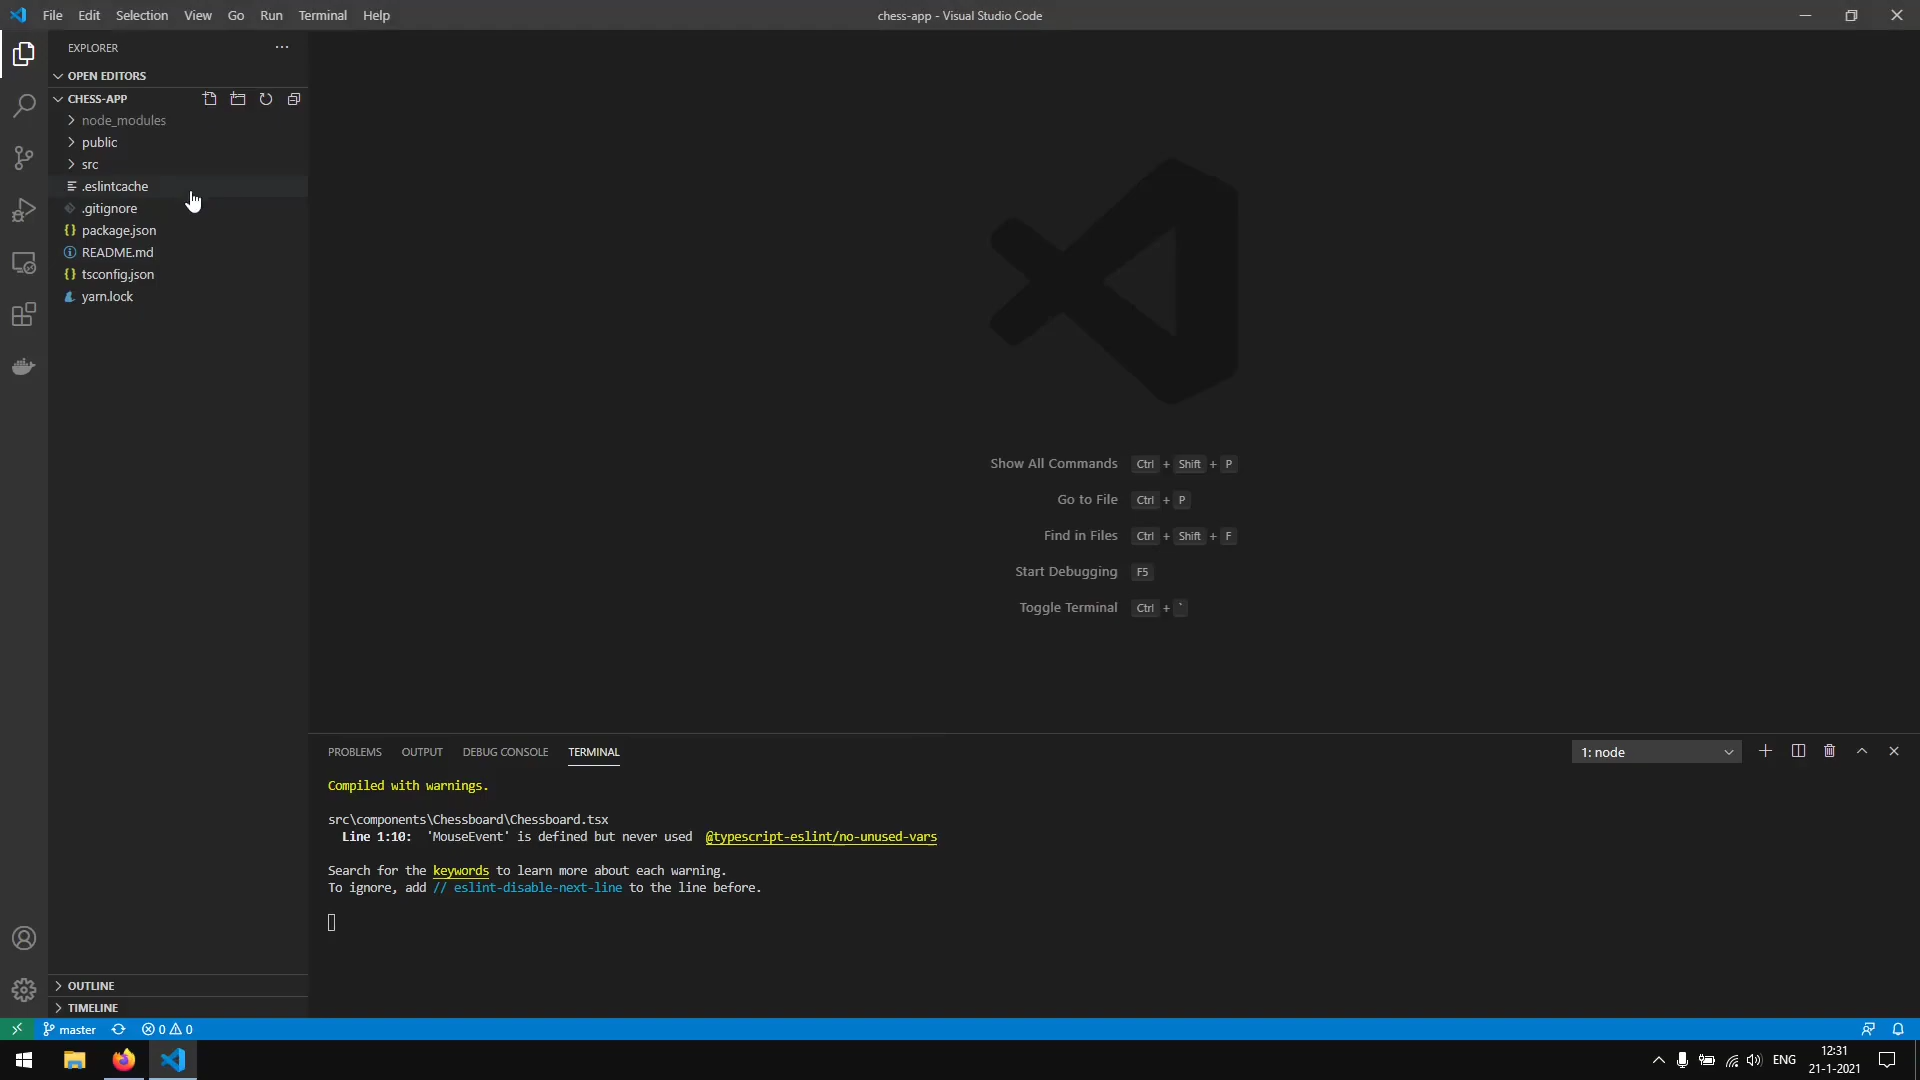 File Edit Selection View Go Run Terminal Help
chess-app - Visual Studio Code
EXPLORER
OPEN EDITORS
CHESS-APP
node_modules
public
src
.eslintcache
.gitignore
package.json
README.md
tsconfig.json
yarn.lock
Show All Commands Ctrl + Shift + P
Go to File Ctrl + P
Find in Files Ctrl + Shift + F
Start Debugging F5
Toggle Terminal Ctrl + `
PROBLEMS OUTPUT DEBUG CONSOLE TERMINAL
1: node
Compiled with warnings.
src\components\Chessboard\Chessboard.tsx
Line 1:10: 'MouseEvent' is defined but never used @typescript-eslint/no-unused-vars
Search for the keywords to learn more about each warning.
To ignore, add // eslint-disable-next-line to the line before.
OUTLINE
TIMELINE
master 0 0
ENG
12:31
21-1-2021